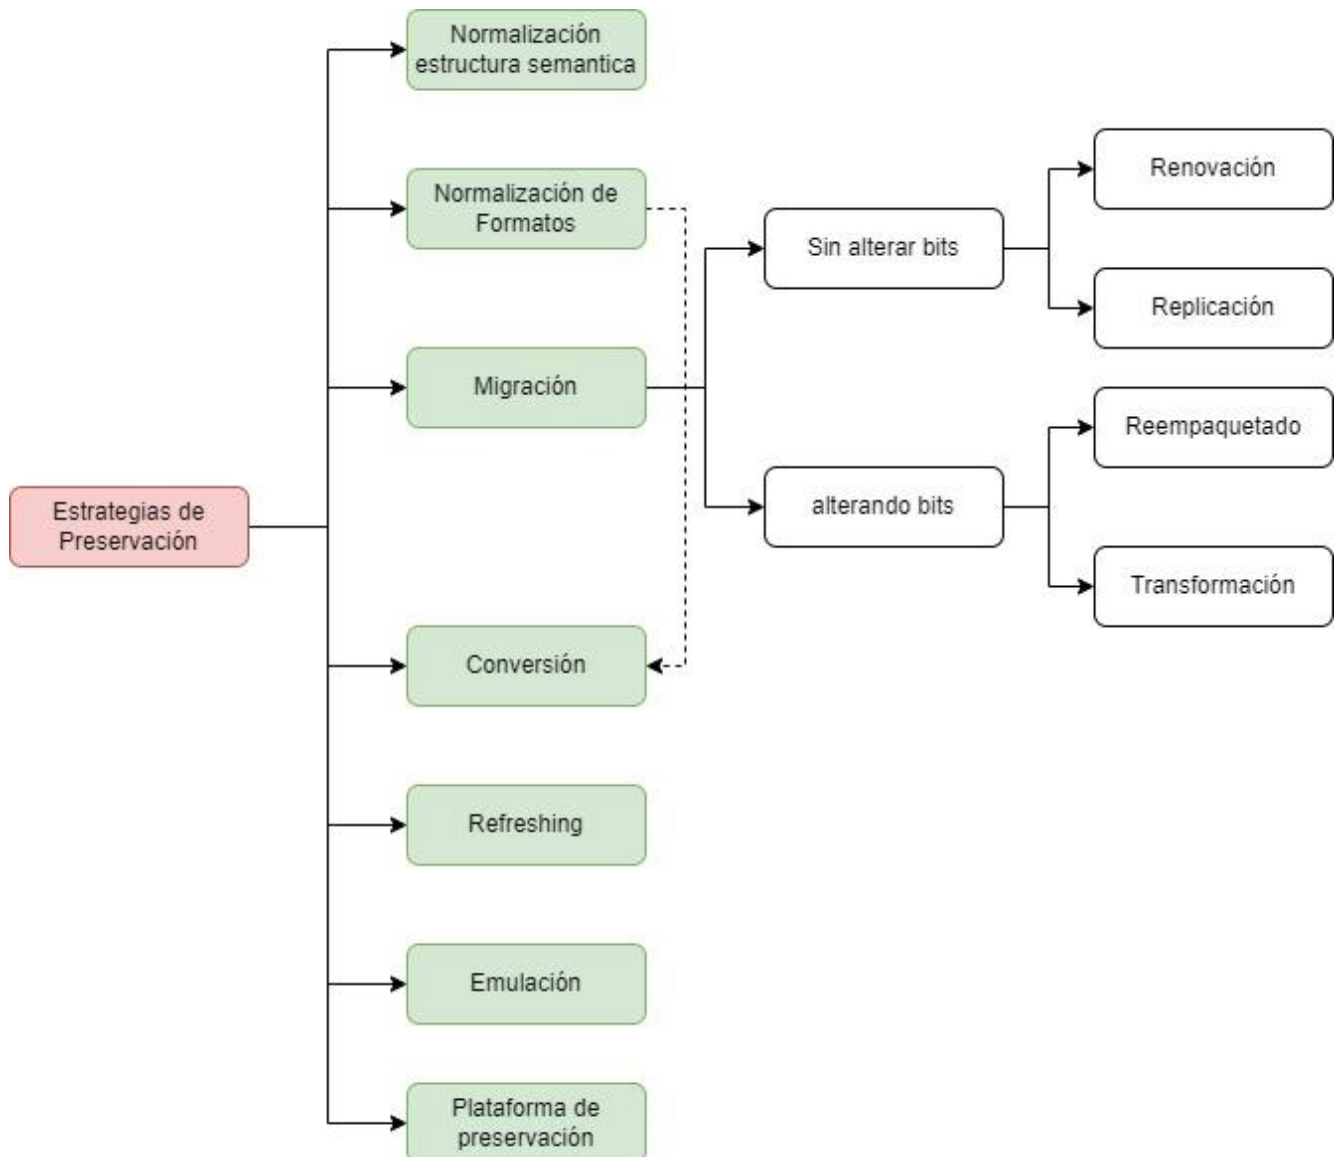 Normalización
estructura semantica
Normalización de
Formatos
Migración
Sin alterar bits
Renovación
Replicación
alterando bits
Reempaquetado
Transformación
Estrategias de
Preservación
Conversión
Refreshing
Emulación
Plataforma de
preservación